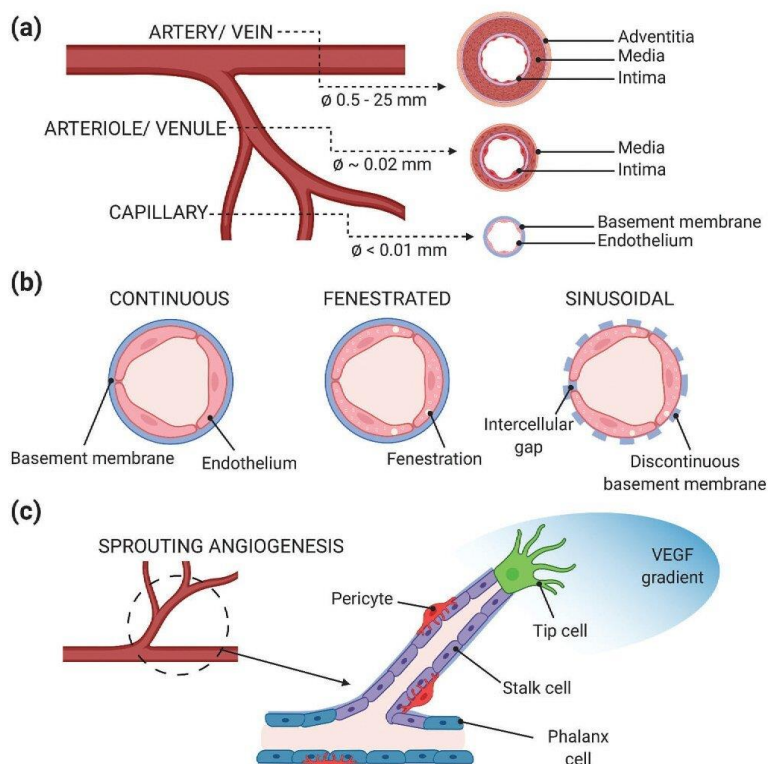 (a)
ARTERY/ VEIN
Adventitia
Media
Intima
ø 0.5 - 25 mm
ARTERIOLE/ VENULE
Media
Intima
ø ~ 0.02 mm
CAPILLARY
Basement membrane
Endothelium
ø < 0.01 mm
(b)
CONTINUOUS
FENESTRATED
SINUSOIDAL
Basement membrane
Endothelium
Fenestration
Intercellular
gap
Discontinuous
basement membrane
(c)
SPROUTING ANGIOGENESIS
VEGF
gradient
Pericyte
Tip cell
Stalk cell
Phalanx
cell